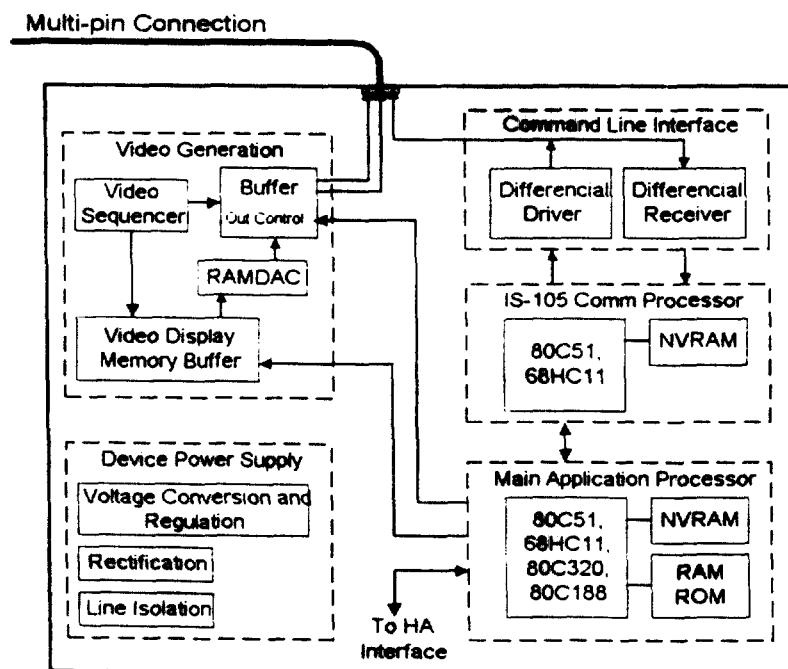 Multi-pin Connection
Video Generation
Video
Sequencer
Buffer
Out Control
RAMDAC
Video Display
Memory Buffer
Command Line Interface
Differencial
Driver
Differencial
Receiver
IS-105 Comm Processor
80C51,
68HC11
NVRAM
Device Power Supply
Voltage Conversion and
Regulation
Rectification
Line Isolation
Main Application Processor
80C51,
68HC11,
80C320,
80C188
NVRAM
RAM
ROM
To HA
Interface